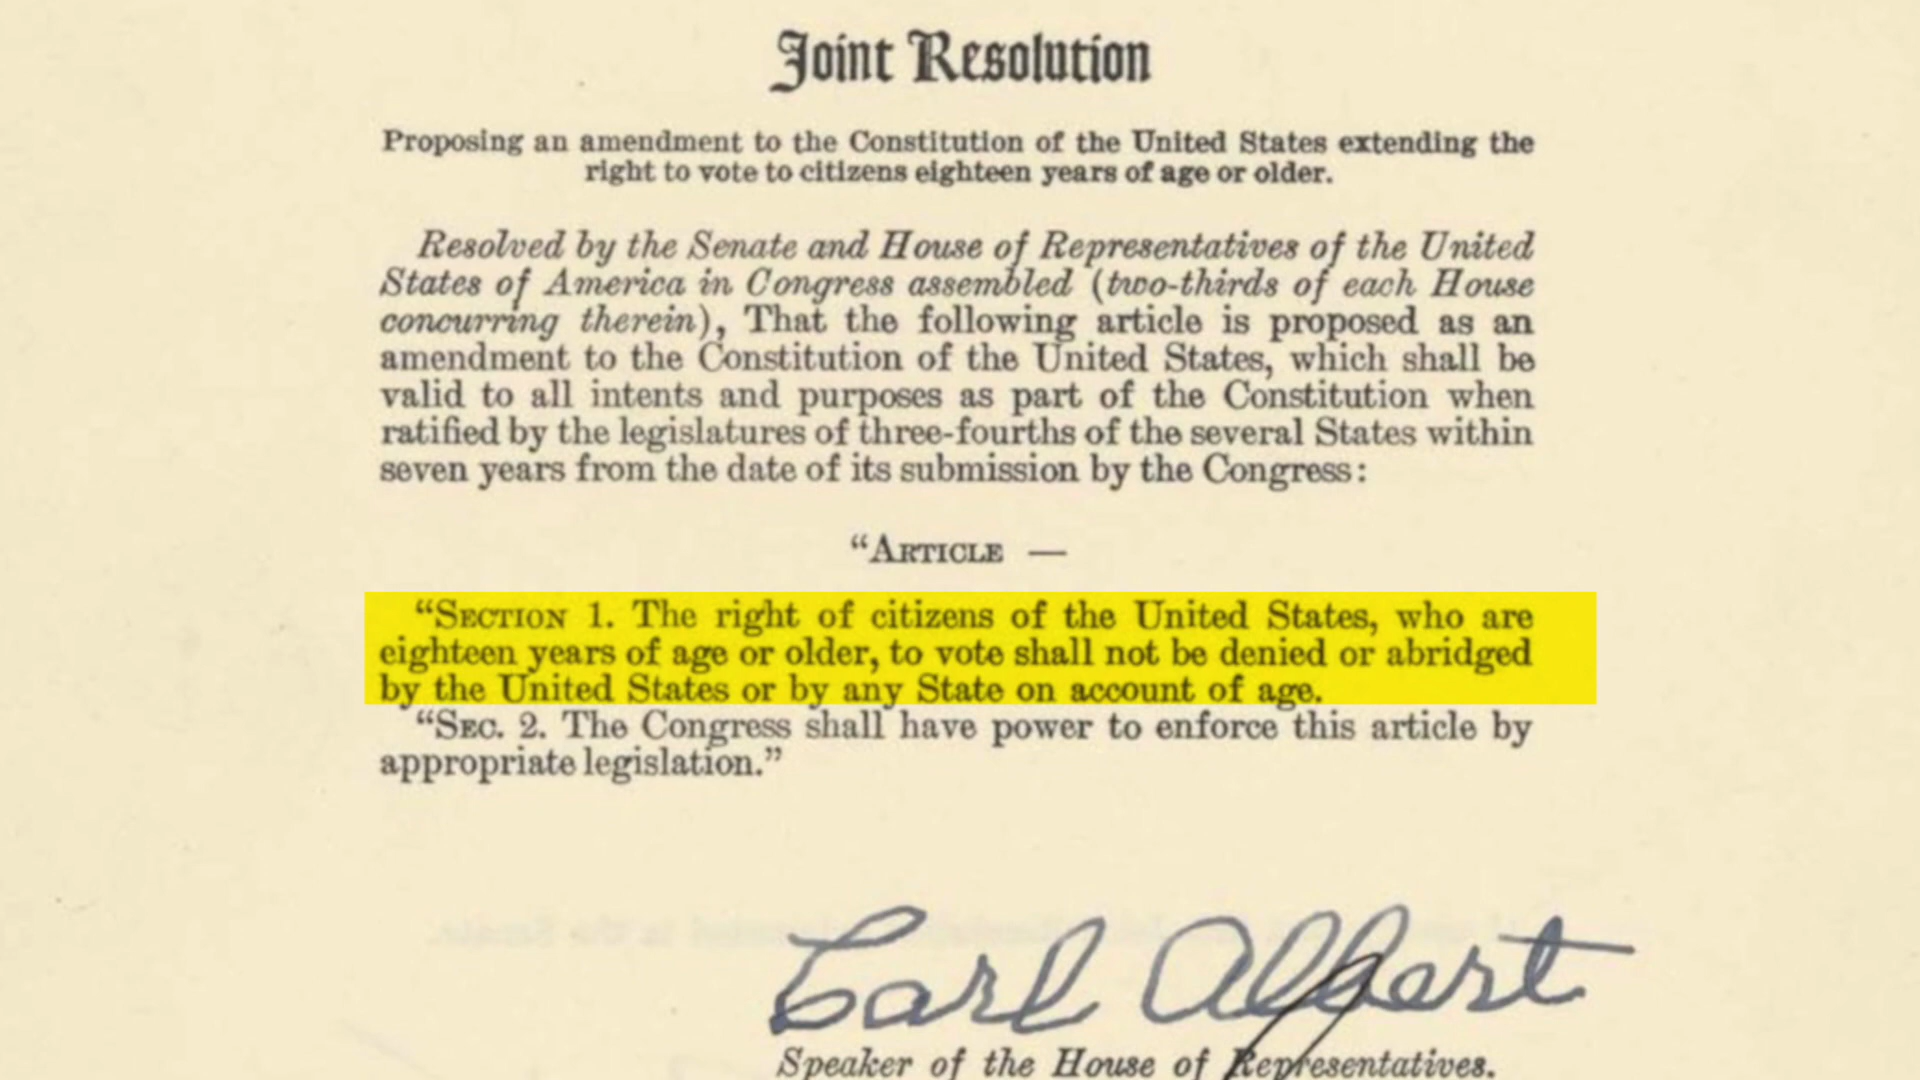 Joint Resolution
Proposing an amendment to the Constitution of the United States extending the
right to vote to citizens eighteen years of age or older.
Resolved by the Senate and House of Representatives of the United
States of America in Congress assembled (two-thirds of each House
concurring therein), That the following article is proposed as an
amendment to the Constitution of the United States, which shall be
valid to all intents and purposes as part of the Constitution when
ratified by the legislatures of three-fourths of the several States within
seven years from the date of its submission by the Congress:
“ARTICLE —
“SECTION 1. The right of citizens of the United States, who are
eighteen years of age or older, to vote shall not be denied or abridged
by the United States or by any State on account of age.
“SEC. 2. The Congress shall have power to enforce this article by
appropriate legislation.”
Carl Albert
Speaker of the House of Representatives.